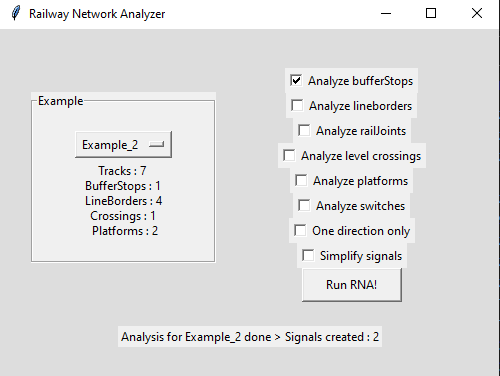 Railway Network Analyzer
Example
Example_2
Tracks : 7
BufferStops : 1
LineBorders : 4
Crossings : 1
Platforms : 2
Analyze bufferStops
Analyze lineborders
Analyze railJoints
Analyze level crossings
Analyze platforms
Analyze switches
One direction only
Simplify signals
Run RNA!
Analysis for Example_2 done > Signals created : 2